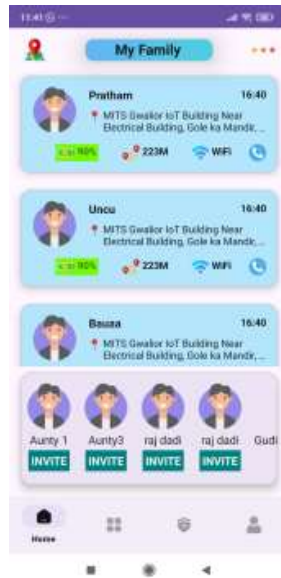 11:41
My Family
Pratham 16:40
MITS Gwalior IoT Building Near
Electrical Building, Gole ka Mandir, ...
90% 223M WiFi
Uncu 16:40
MITS Gwalior IoT Building Near
Electrical Building, Gole ka Mandir, ...
90% 223M WiFi
Bauza 16:40
MITS Gwalior IoT Building Near
Electrical Building, Gole ka Mandir, ...
Aunty 1 Aunty3 raj dadi raj dadi Gudi
INVITE INVITE INVITE INVITE
Home